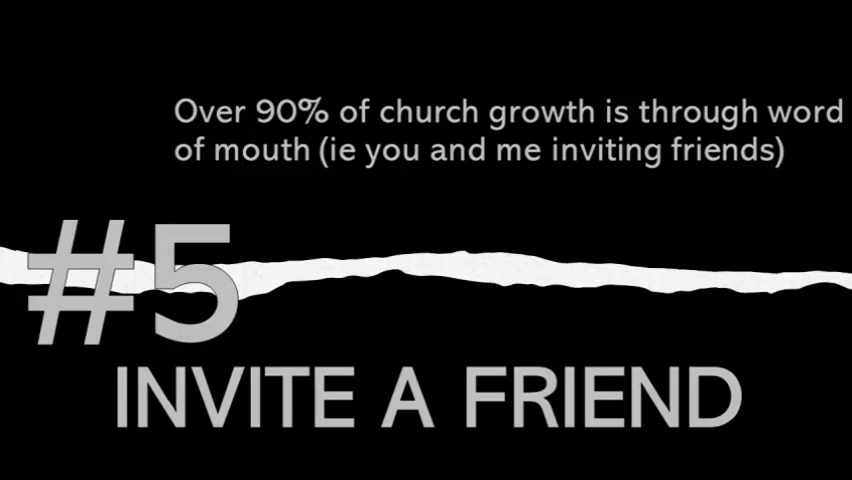 Over 90% of church growth is through word
of mouth (ie you and me inviting friends)
#5
INVITE A FRIEND